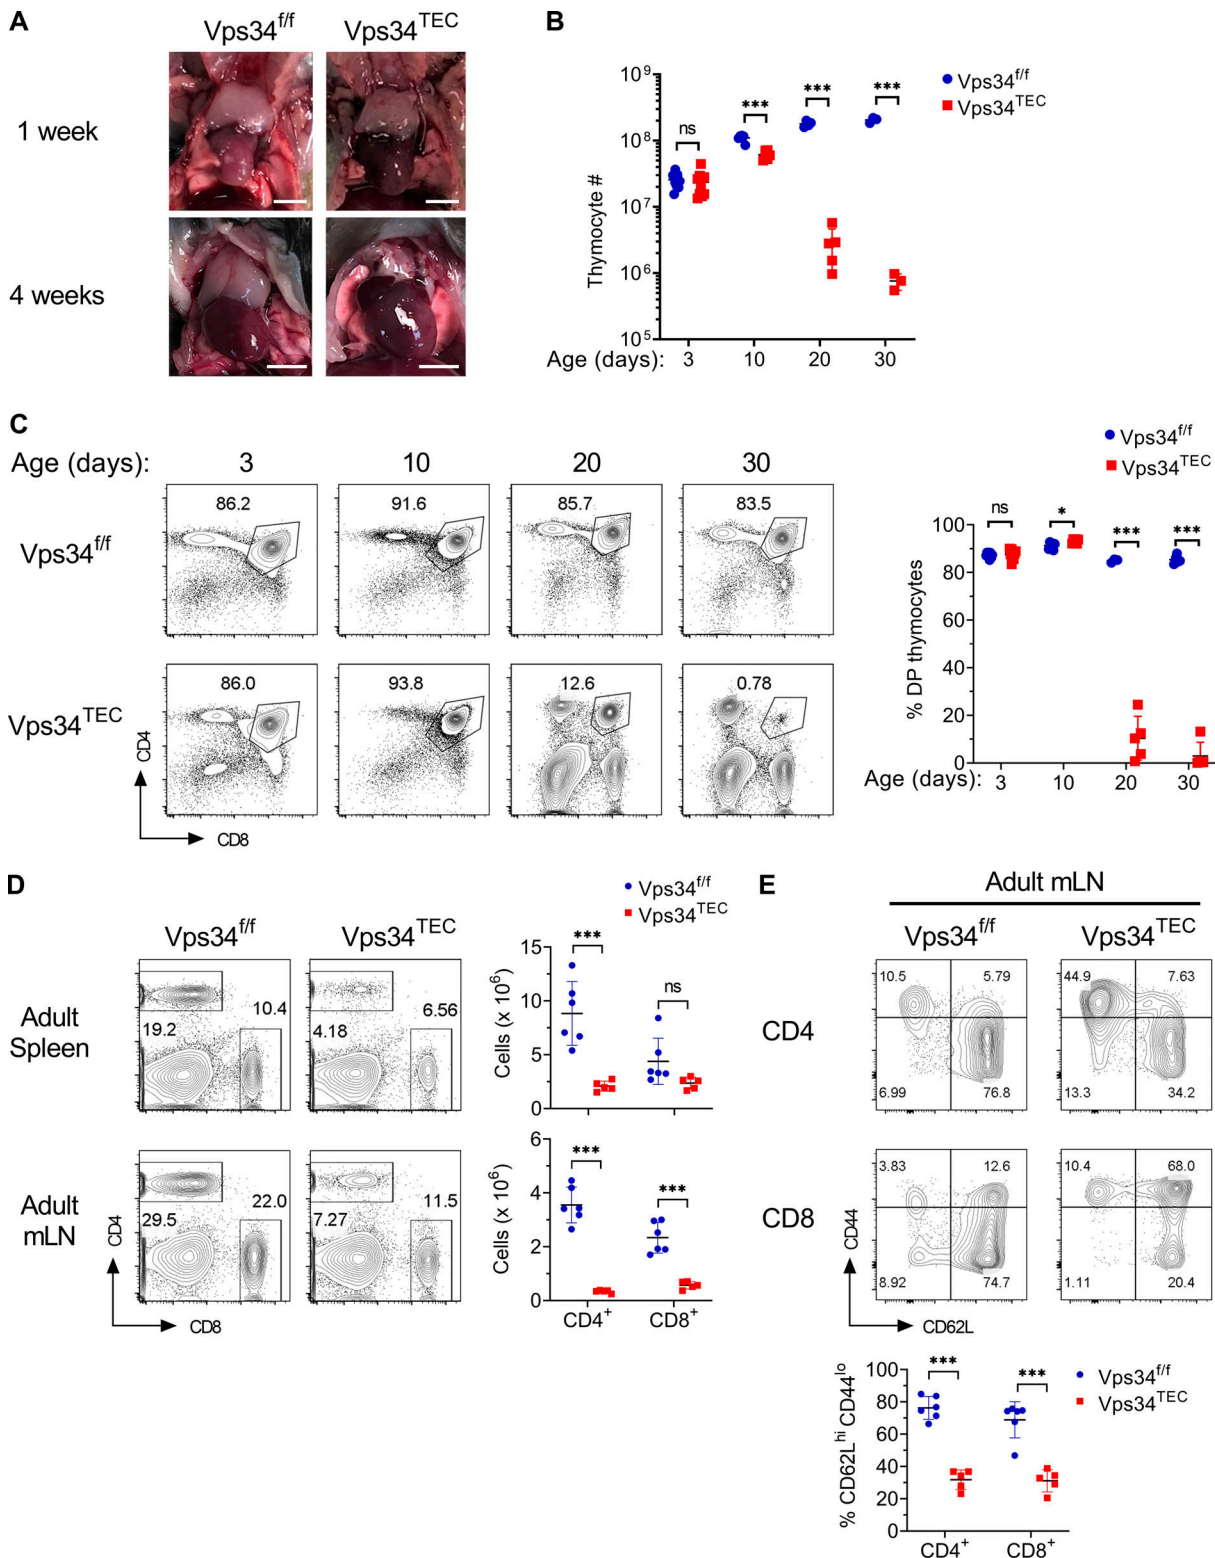 A
Vps34f/f Vps34TEC
1 week
4 weeks
B
Vps34f/f
Vps34TEC
Thymocyte #
10⁹
10⁸
10⁷
10⁶
10⁵
ns *** *** ***
Age (days): 3 10 20 30
C
Age (days): 3 10 20 30
Vps34f/f
86.2 91.6 85.7 83.5
Vps34TEC
86.0 93.8 12.6 0.78
CD4
CD8
Vps34f/f
Vps34TEC
% DP thymocytes
100
80
60
40
20
0
ns * *** ***
Age (days): 3 10 20 30
D
Vps34f/f Vps34TEC
Adult
Spleen
10.4 6.56
19.2 4.18
Adult
mLN
22.0 11.5
29.5 7.27
CD4
CD8
Vps34f/f
Vps34TEC
Cells (x 10⁶)
15
10
5
0
*** ns
Cells (x 10⁶)
6
4
2
0
*** ***
CD4⁺ CD8⁺
E
Adult mLN
Vps34f/f Vps34TEC
CD4
10.5 5.79 44.9 7.63
6.99 76.8 13.3 34.2
CD8
3.83 12.6 10.4 68.0
8.92 74.7 1.11 20.4
CD44
CD62L
% CD62Lhi CD44lo
100
80
60
40
20
0
*** ***
CD4⁺ CD8⁺
Vps34f/f
Vps34TEC